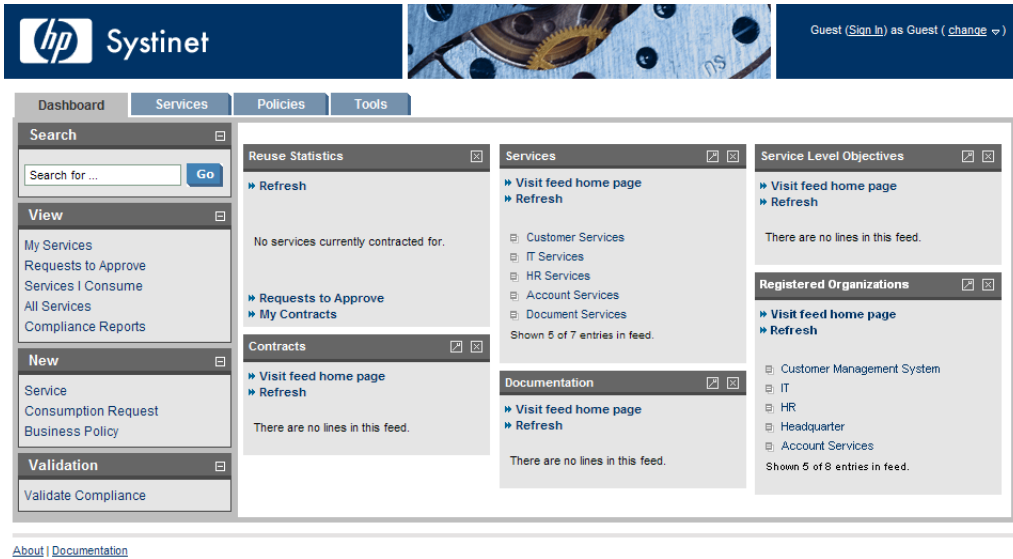 hp Systinet
Guest (Sign In) as Guest ( change )
ns
Dashboard Services Policies Tools
Search
Search for ... Go
View
My Services
Requests to Approve
Services I Consume
All Services
Compliance Reports
New
Service
Consumption Request
Business Policy
Validation
Validate Compliance
Reuse Statistics
Refresh
No services currently contracted for.
Requests to Approve
My Contracts
Contracts
Visit feed home page
Refresh
There are no lines in this feed.
Services
Visit feed home page
Refresh
Customer Services
IT Services
HR Services
Account Services
Document Services
Shown 5 of 7 entries in feed.
Documentation
Visit feed home page
Refresh
There are no lines in this feed.
Service Level Objectives
Visit feed home page
Refresh
There are no lines in this feed.
Registered Organizations
Visit feed home page
Refresh
Customer Management System
IT
HR
Headquarter
Account Services
Shown 5 of 8 entries in feed.
About | Documentation